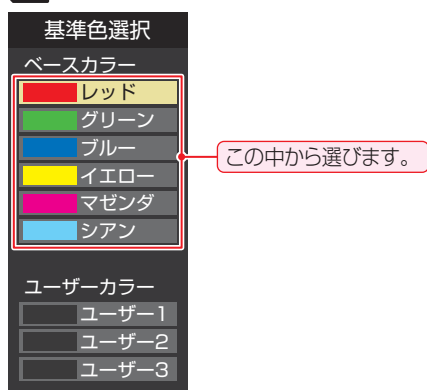 基準色選択
ベースカラー
レッド
グリーン
ブルー
この中から選びます。
イエロー
マゼンダ
シアン
ユーザーカラー
ユーザー1
ユーザー2
ユーザー3